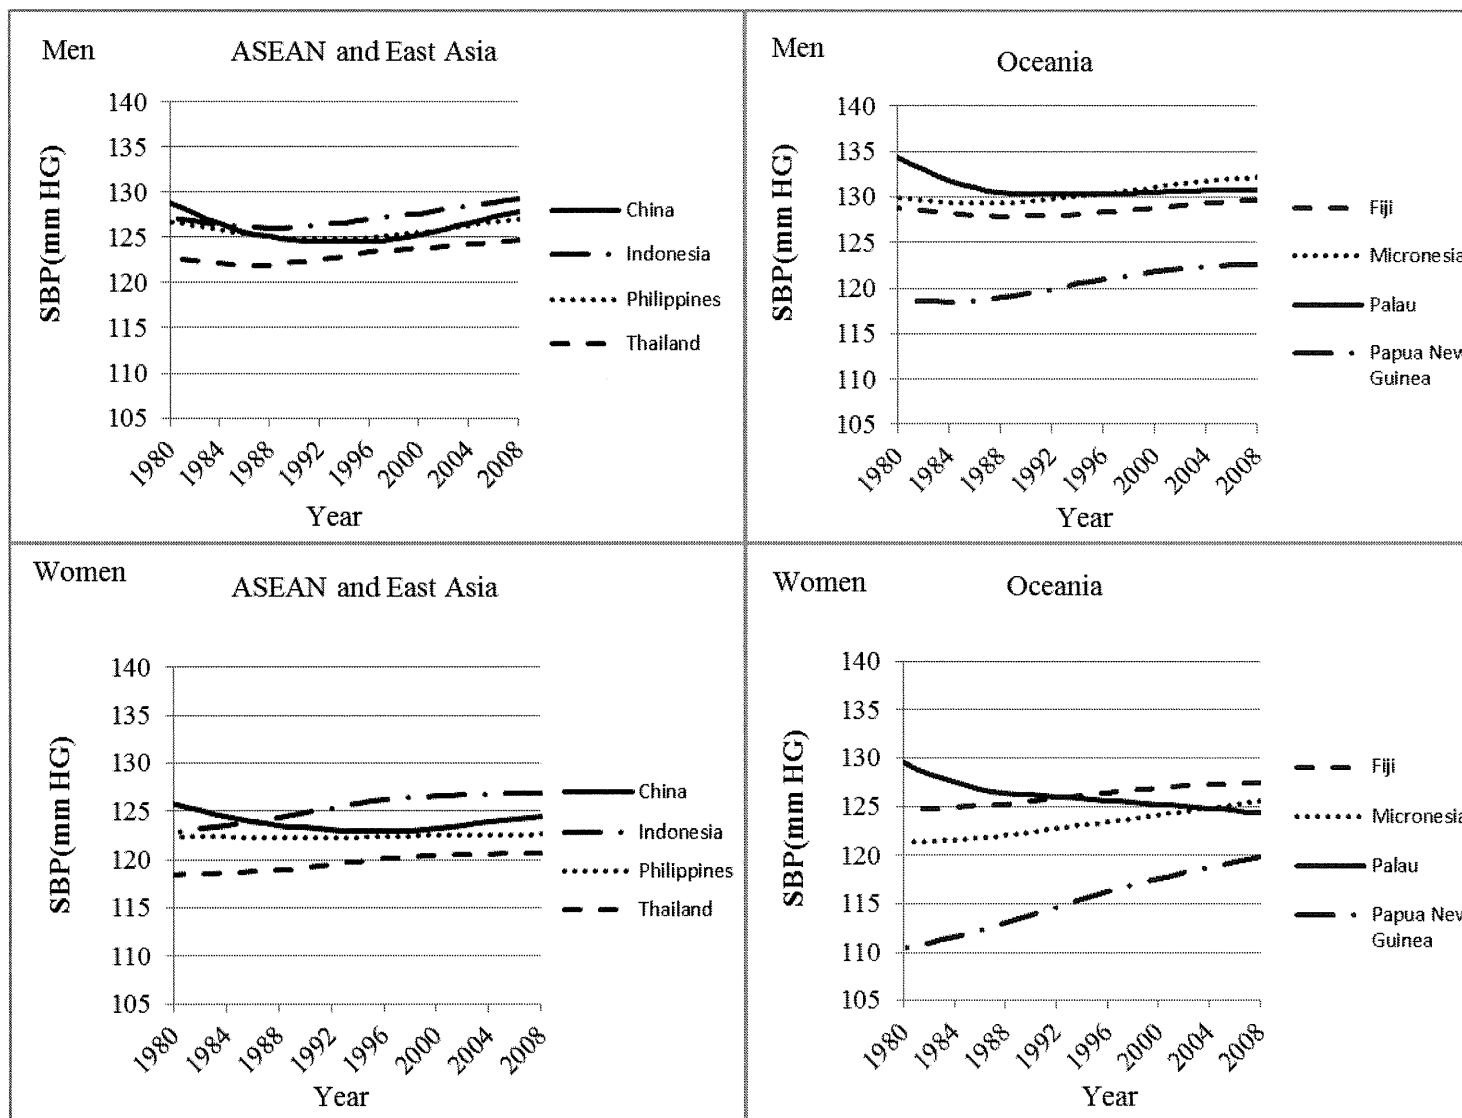 Men
ASEAN and East Asia
SBP(mm HG)
140
135
130
125
120
115
110
105
1980
1984
1988
1992
1996
2000
2004
2008
Year
China
Indonesia
Philippines
Thailand
Men
Oceania
SBP(mm HG)
140
135
130
125
120
115
110
105
1980
1984
1988
1992
1996
2000
2004
2008
Year
Fiji
Micronesia
Palau
Papua New
Guinea
Women
ASEAN and East Asia
SBP(mm HG)
140
135
130
125
120
115
110
105
1980
1984
1988
1992
1996
2000
2004
2008
Year
China
Indonesia
Philippines
Thailand
Women
Oceania
SBP(mm HG)
140
135
130
125
120
115
110
105
1980
1984
1988
1992
1996
2000
2004
2008
Year
Fiji
Micronesia
Palau
Papua New
Guinea